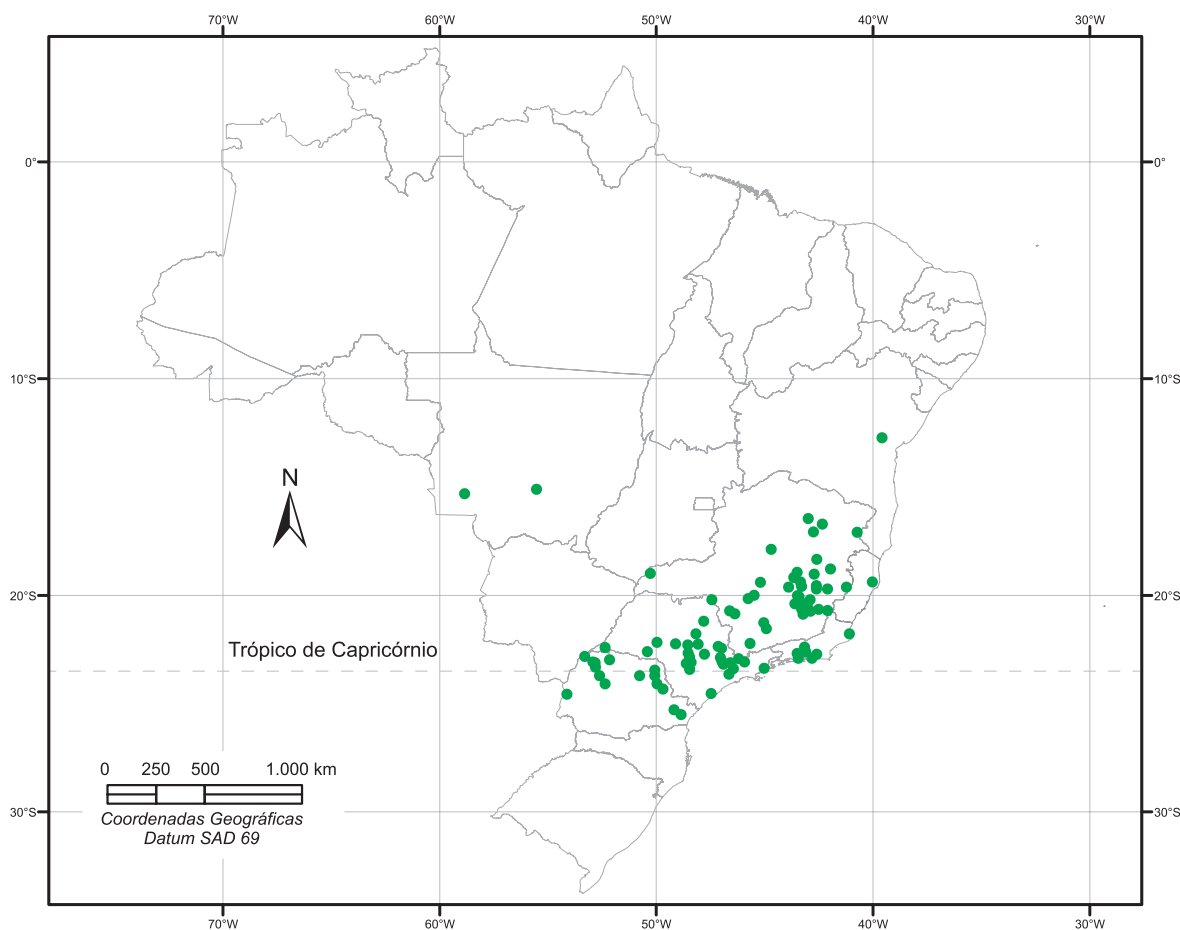 70°W 60°W 50°W 40°W 30°W
0° 0°
10°S 10°S
N
20°S 20°S
Trópico de Capricórnio
0 250 500 1.000 km
30°S 30°S
Coordenadas Geográficas
Datum SAD 69
70°W 60°W 50°W 40°W 30°W